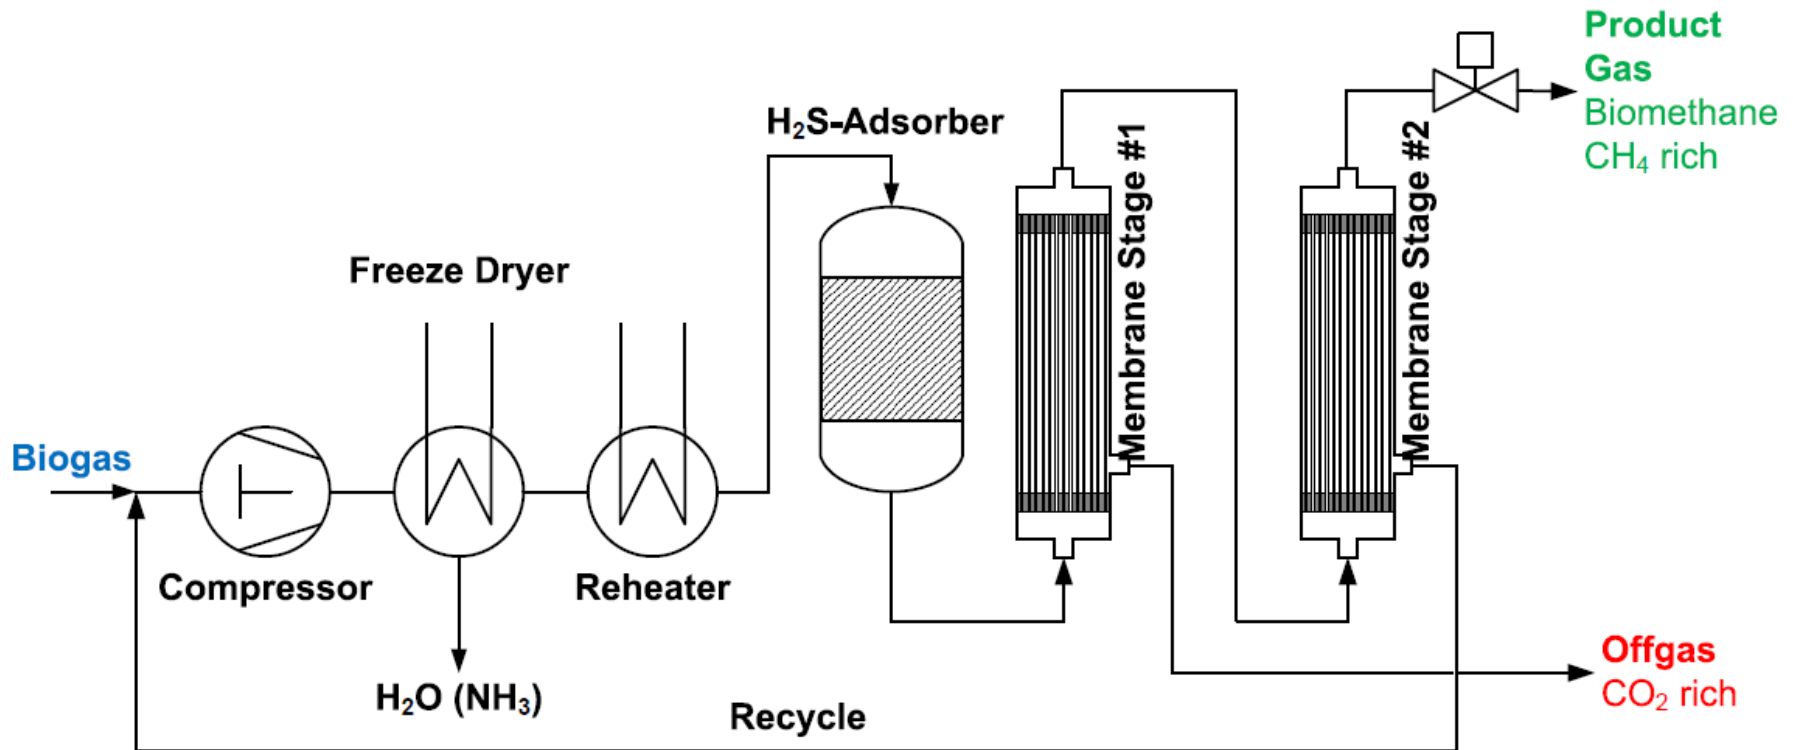 Product
Gas
Biomethane
CH₄ rich
H₂S-Adsorber
Membrane Stage #1
Membrane Stage #2
Freeze Dryer
Biogas
Compressor
Reheater
H₂O (NH₃)
Recycle
Offgas
CO₂ rich